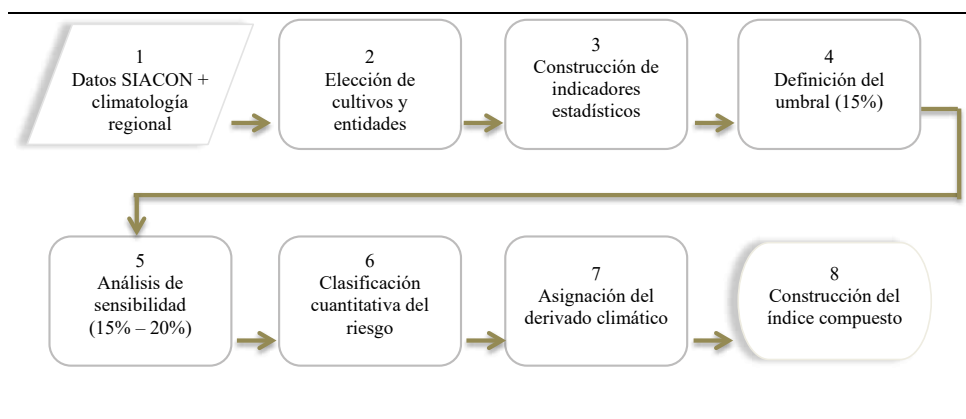 1
Datos SIACON +
climatología
regional
2
Elección de
cultivos y
entidades
3
Construcción de
indicadores
estadísticos
4
Definición del
umbral (15%)
5
Análisis de
sensibilidad
(15% – 20%)
6
Clasificación
cuantitativa del
riesgo
7
Asignación del
derivado climático
8
Construcción del
índice compuesto